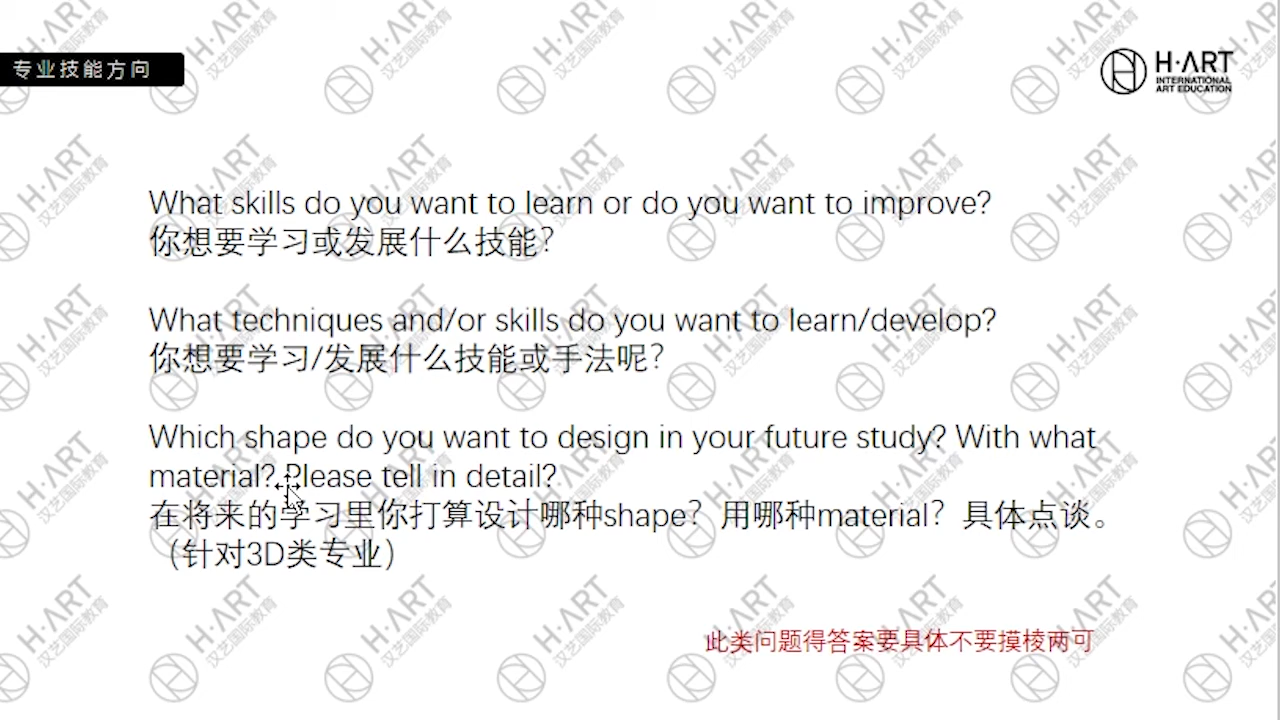 专业技能方向
H·ART
INTERNATIONAL
ART EDUCATION
What skills do you want to learn or do you want to improve?
你想要学习或发展什么技能？
What techniques and/or skills do you want to learn/develop?
你想要学习/发展什么技能或手法呢？
Which shape do you want to design in your future study? With what
material? Please tell in detail?
在将来的学习里你打算设计哪种shape？用哪种material？具体点谈。
（针对3D类专业）
此类问题得答案要具体不要摸棱两可
H·ART
汉艺国际教育